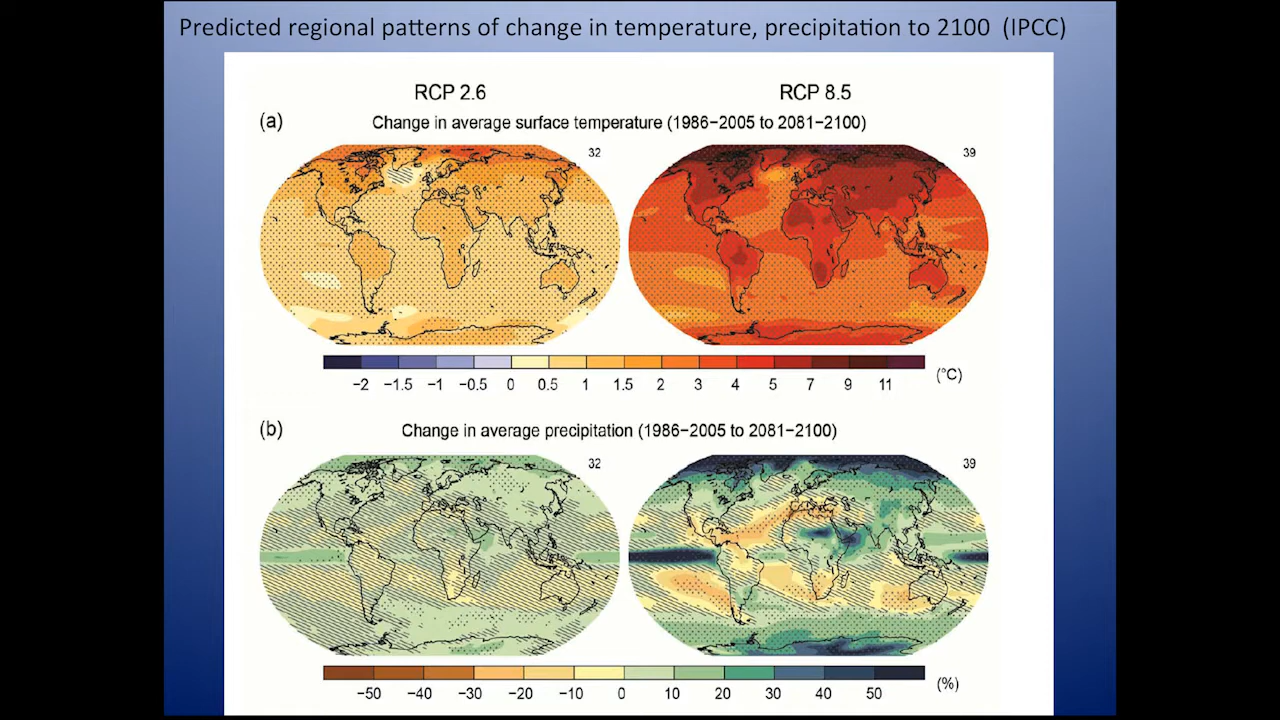 Predicted regional patterns of change in temperature, precipitation to 2100 (IPCC)
RCP 2.6 RCP 8.5
(a) Change in average surface temperature (1986−2005 to 2081−2100)
32 39
−2 −1.5 −1 −0.5 0 0.5 1 1.5 2 3 4 5 7 9 11 (°C)
(b) Change in average precipitation (1986−2005 to 2081−2100)
32 39
−50 −40 −30 −20 −10 0 10 20 30 40 50 (%)